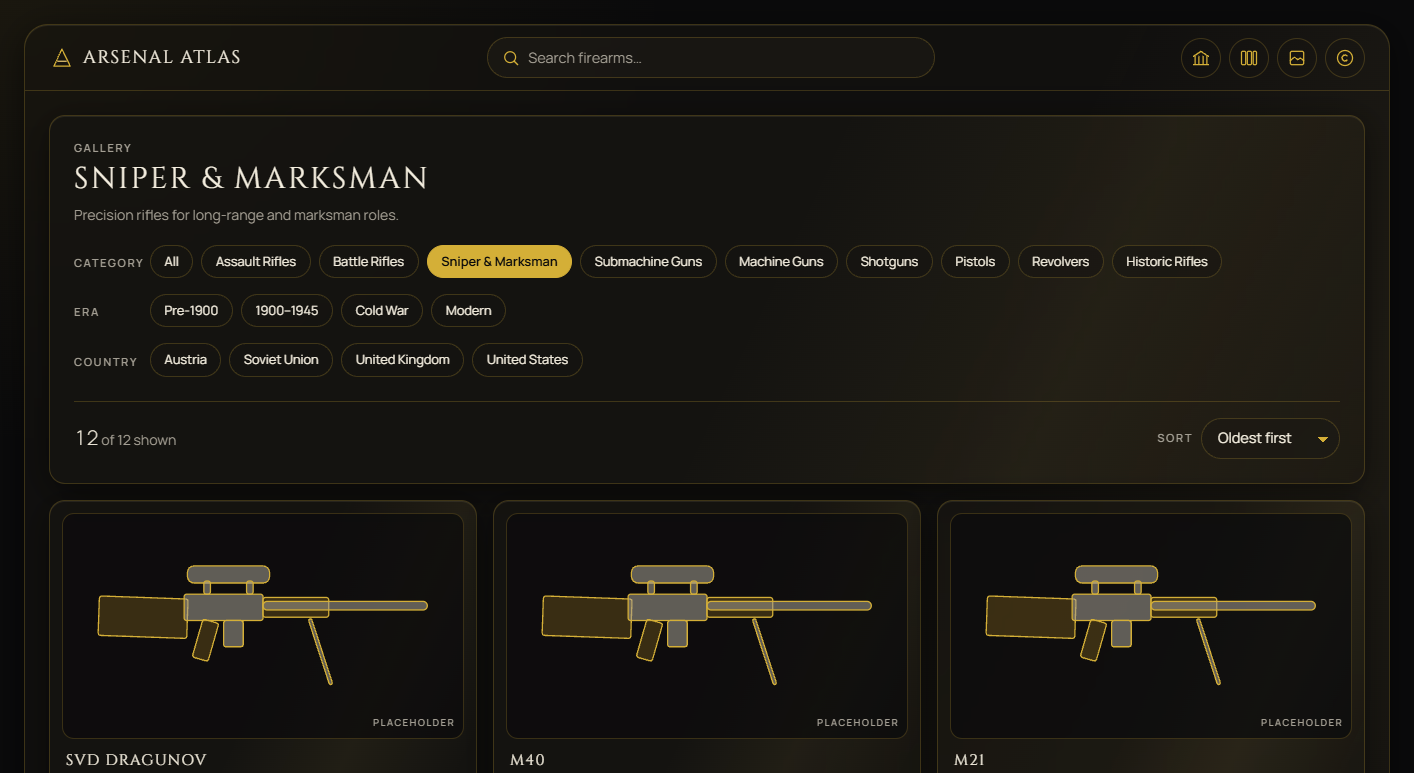 ARSENAL ATLAS
Search firearms...
GALLERY
SNIPER & MARKSMAN
Precision rifles for long-range and marksman roles.
CATEGORY All Assault Rifles Battle Rifles Sniper & Marksman Submachine Guns Machine Guns Shotguns Pistols Revolvers Historic Rifles
ERA Pre-1900 1900–1945 Cold War Modern
COUNTRY Austria Soviet Union United Kingdom United States
12 of 12 shown
SORT Oldest first
PLACEHOLDER
SVD DRAGUNOV
PLACEHOLDER
M40
PLACEHOLDER
M21